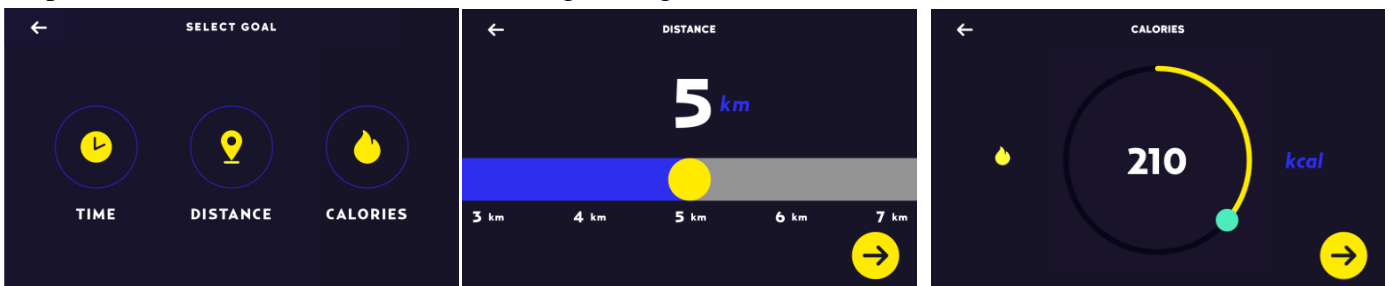 SELECT GOAL
TIME
DISTANCE
CALORIES
DISTANCE
5 km
3 km 4 km 5 km 6 km 7 km
CALORIES
210 kcal